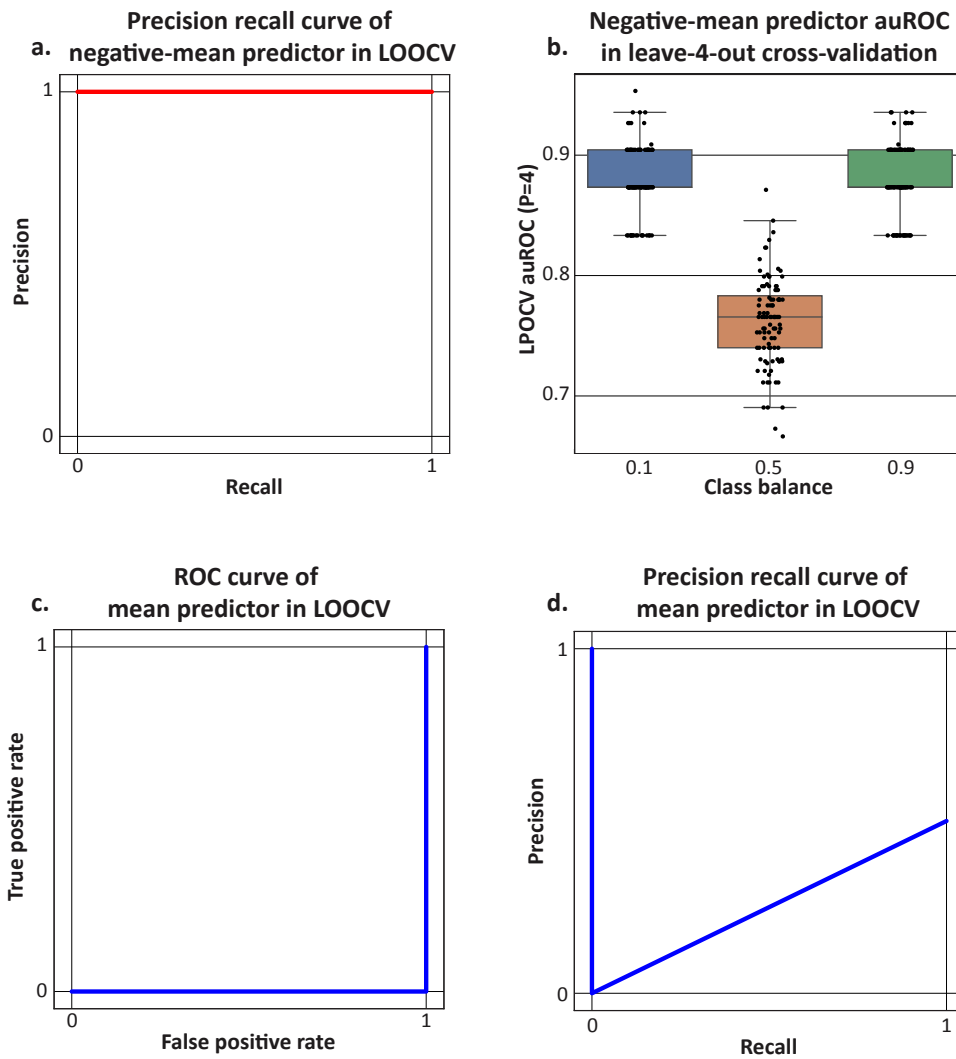 a.
Precision recall curve of
negative-mean predictor in LOOCV
1
Precision
0
0
1
Recall
b.
Negative-mean predictor auROC
in leave-4-out cross-validation
0.9
0.8
0.7
LPOCV auROC (P=4)
0.1
0.5
0.9
Class balance
c.
ROC curve of
mean predictor in LOOCV
1
True positive rate
0
0
1
False positive rate
d.
Precision recall curve of
mean predictor in LOOCV
1
Precision
0
0
1
Recall